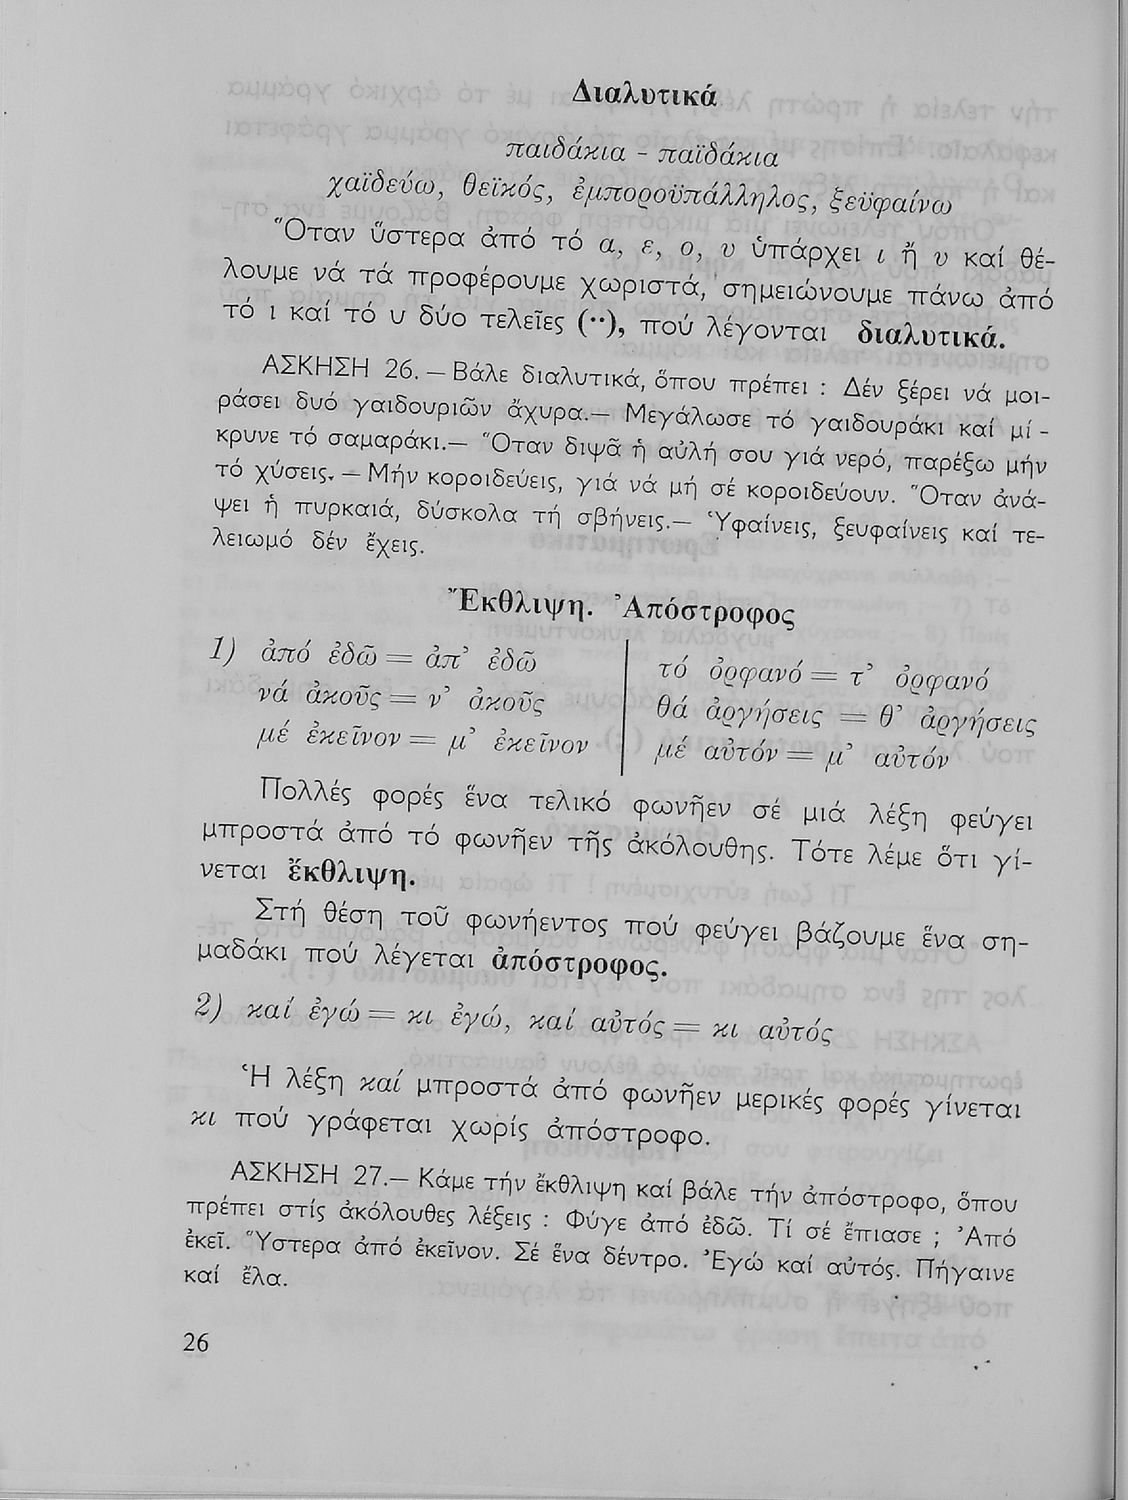 Διαλυτικά
παιδάκια - παϊδάκια
χαϊδεύω, θεϊκός, ἐμποροϋπάλληλος, ξεϋφαίνω
Ὅταν ὕστερα ἀπό τό α, ε, ο, υ ὑπάρχει ι ἤ υ καί θέ-
λουμε νά τά προφέρουμε χωριστά, σημειώνουμε πάνω ἀπό
τό ι καί τό υ δύο τελεῖες (··), πού λέγονται διαλυτικά.
ΑΣΚΗΣΗ 26. — Βάλε διαλυτικά, ὅπου πρέπει : Δέν ξέρει νά μοι-
ράσει δυό γαιδουριῶν ἄχυρα.— Μεγάλωσε τό γαιδουράκι καί μί-
κρυνε τό σαμαράκι.— Ὅταν διψᾶ ἡ αὐλή σου γιά νερό, παρέξω μήν
τό χύσεις. — Μήν κοροιδεύεις, γιά νά μή σέ κοροιδεύουν. Ὅταν ἀνά-
ψει ἡ πυρκαιά, δύσκολα τή σβήνεις.— Ὑφαίνεις, ξευφαίνεις καί τε-
λειωμό δέν ἔχεις.
Ἔκθλιψη. Ἀπόστροφος
1) ἀπό ἐδῶ = ἀπ' ἐδῶ
νά ἀκοῦς = ν' ἀκοῦς
μέ ἐκεῖνον = μ' ἐκεῖνον
τό ὀρφανό = τ' ὀρφανό
θά ἀργήσεις = θ' ἀργήσεις
μέ αὐτόν = μ' αὐτόν
Πολλές φορές ἕνα τελικό φωνῆεν σέ μιά λέξη φεύγει
μπροστά ἀπό τό φωνῆεν τῆς ἀκόλουθης. Τότε λέμε ὅτι γί-
νεται ἔκθλιψη.
Στή θέση τοῦ φωνήεντος πού φεύγει βάζουμε ἕνα ση-
μαδάκι πού λέγεται ἀπόστροφος.
2) καί ἐγώ = κι ἐγώ, καί αὐτός = κι αὐτός
Ἡ λέξη καί μπροστά ἀπό φωνῆεν μερικές φορές γίνεται
κι πού γράφεται χωρίς ἀπόστροφο.
ΑΣΚΗΣΗ 27.— Κάμε τήν ἔκθλιψη καί βάλε τήν ἀπόστροφο, ὅπου
πρέπει στίς ἀκόλουθες λέξεις : Φύγε ἀπό ἐδῶ. Τί σέ ἔπιασε ; Ἀπό
ἐκεῖ. Ὕστερα ἀπό ἐκεῖνον. Σέ ἕνα δέντρο. Ἐγώ καί αὐτός. Πήγαινε
καί ἔλα.
26